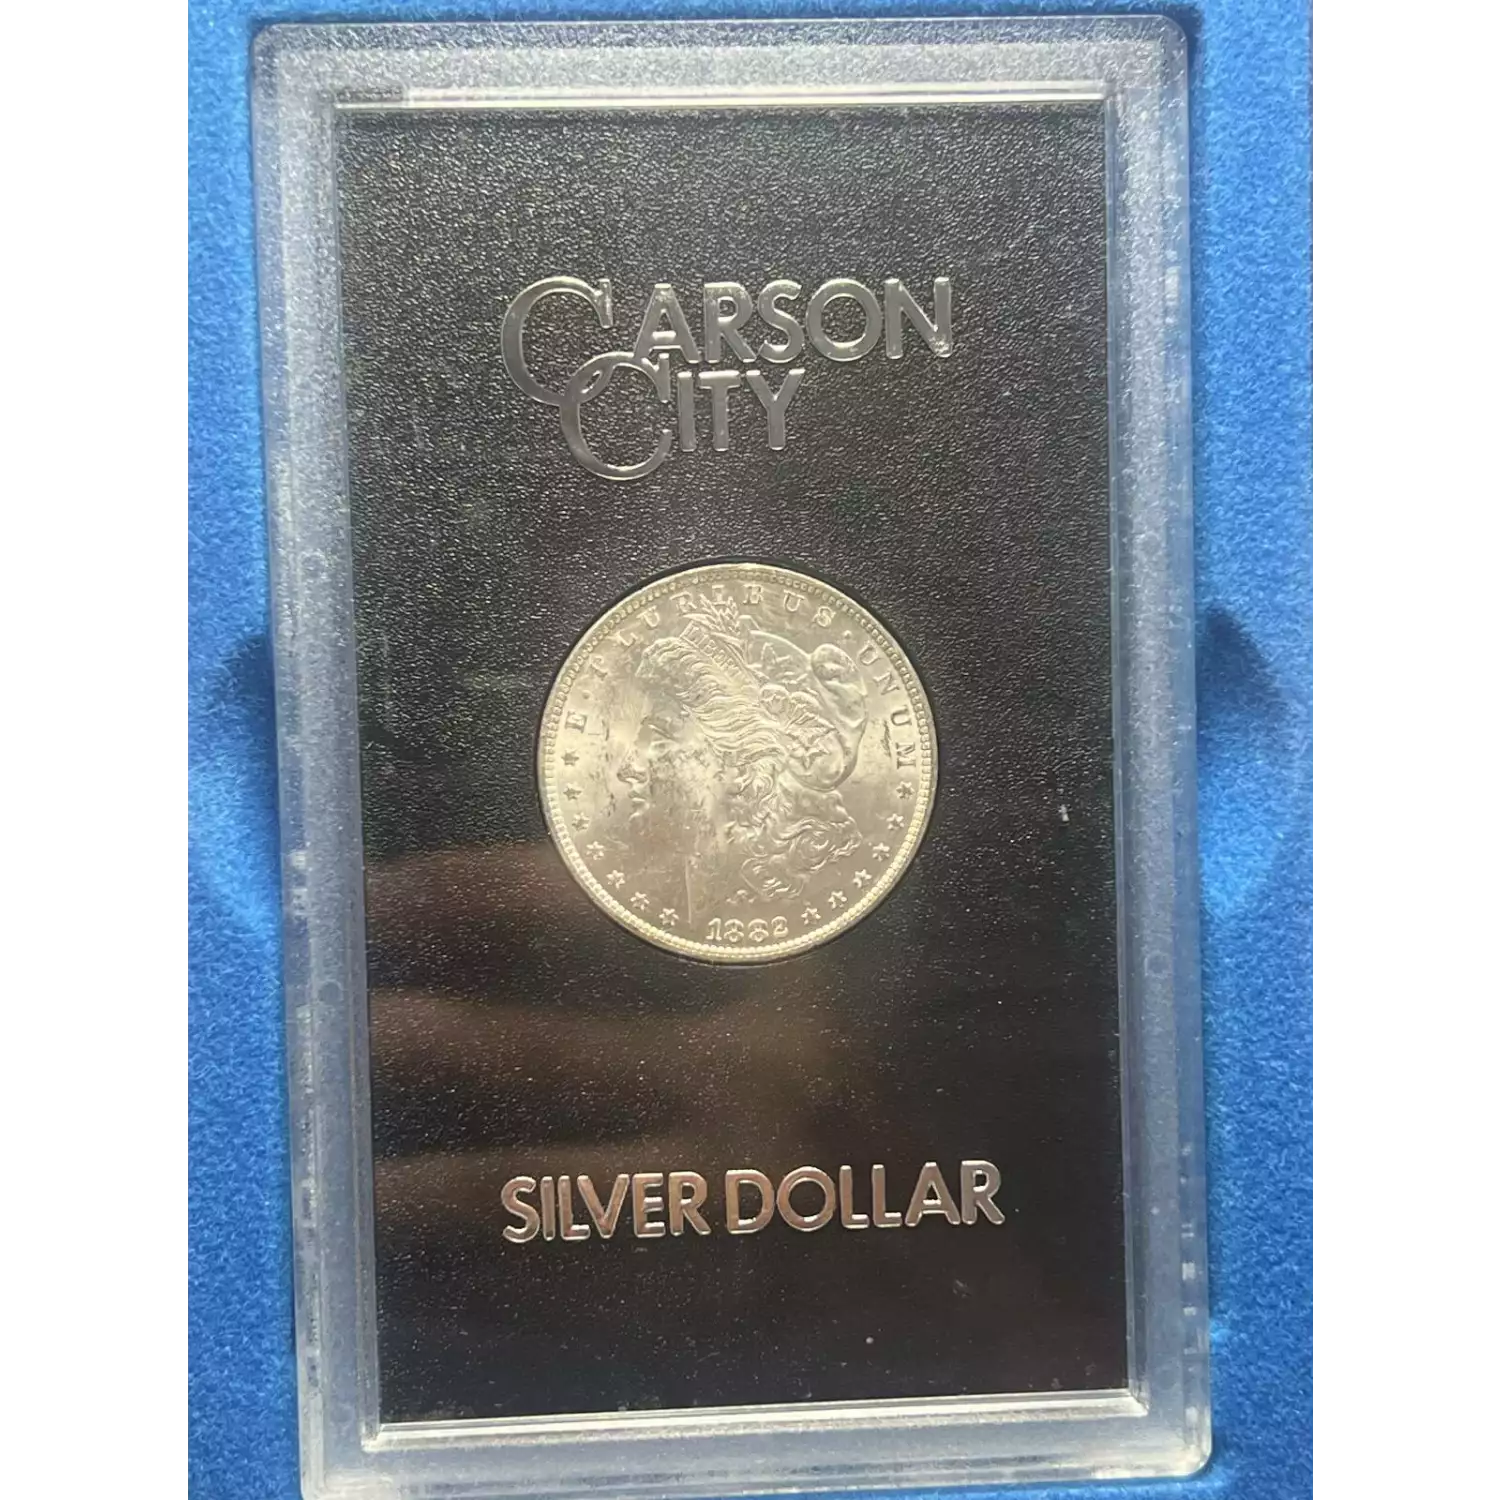 CARSON
CITY
E · PLURIBUS · UNUM
LIBERTY
1882
SILVER DOLLAR